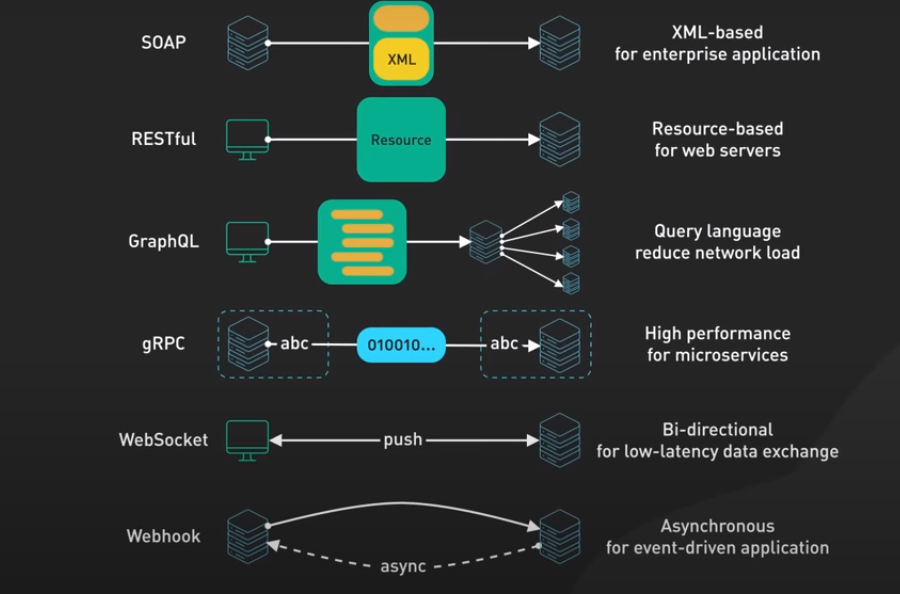 SOAP
XML
XML-based
for enterprise application
RESTful
Resource
Resource-based
for web servers
GraphQL
Query language
reduce network load
gRPC
abc
010010...
abc
High performance
for microservices
WebSocket
push
Bi-directional
for low-latency data exchange
Webhook
async
Asynchronous
for event-driven application